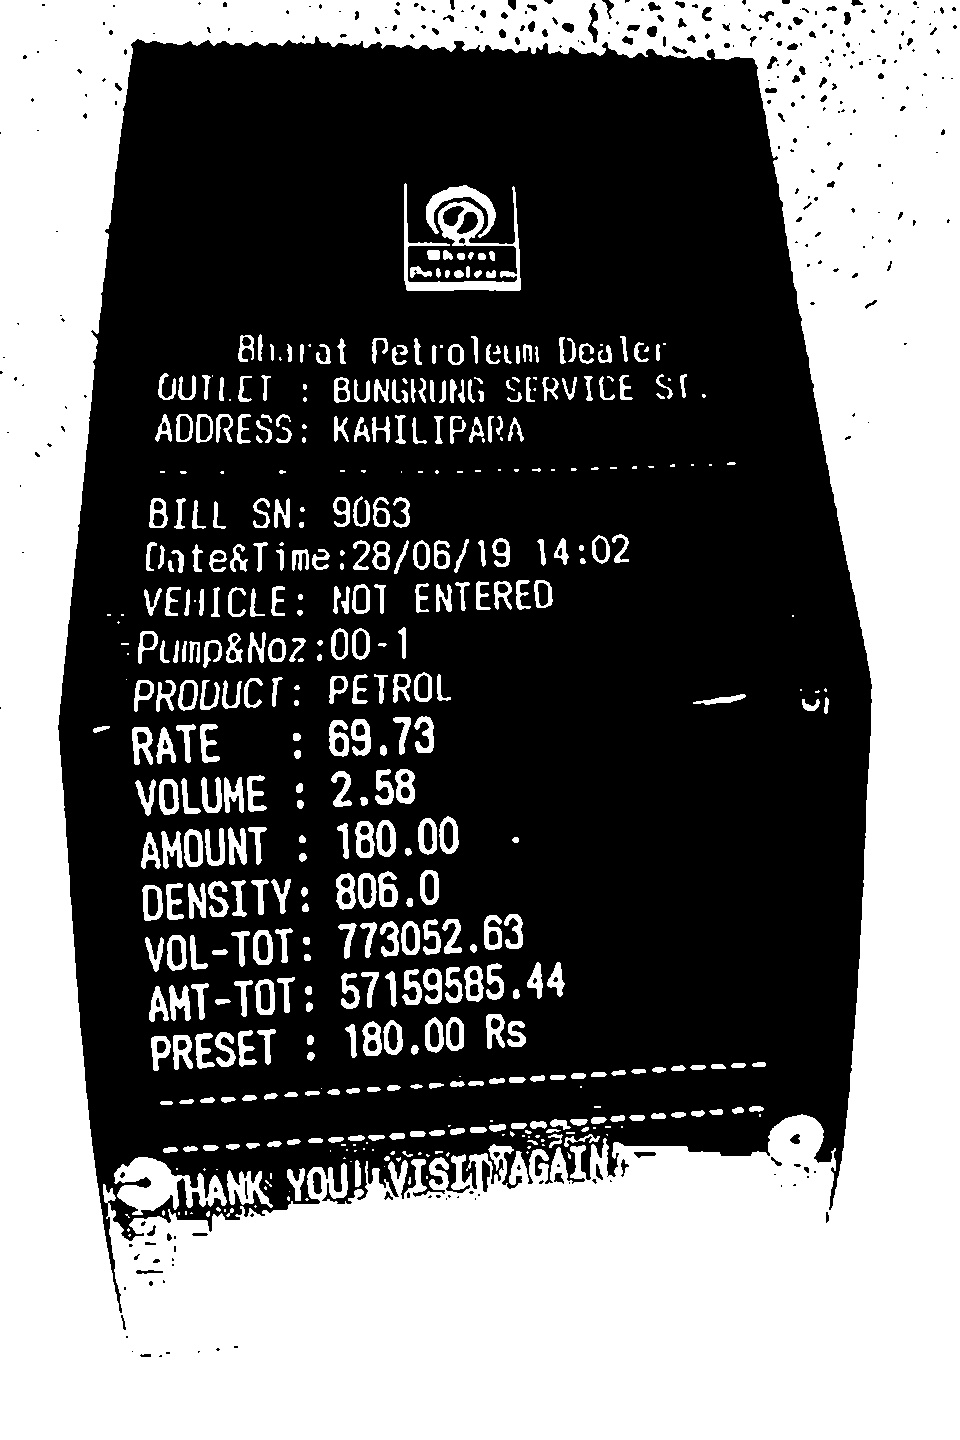 Bharat
Petroleum
Bharat Petroleum Dealer
OUTLET : BUNGRUNG SERVICE ST.
ADDRESS: KAHILIPARA
BILL SN: 9063
Date&Time:28/06/19 14:02
VEHICLE: NOT ENTERED
Pump&Noz:00-1
PRODUCT: PETROL
RATE : 69.73
VOLUME : 2.58
AMOUNT : 180.00
DENSITY: 806.0
VOL-TOT: 773052.63
AMT-TOT: 57159585.44
PRESET : 180.00 Rs
THANK YOU! VISIT AGAIN